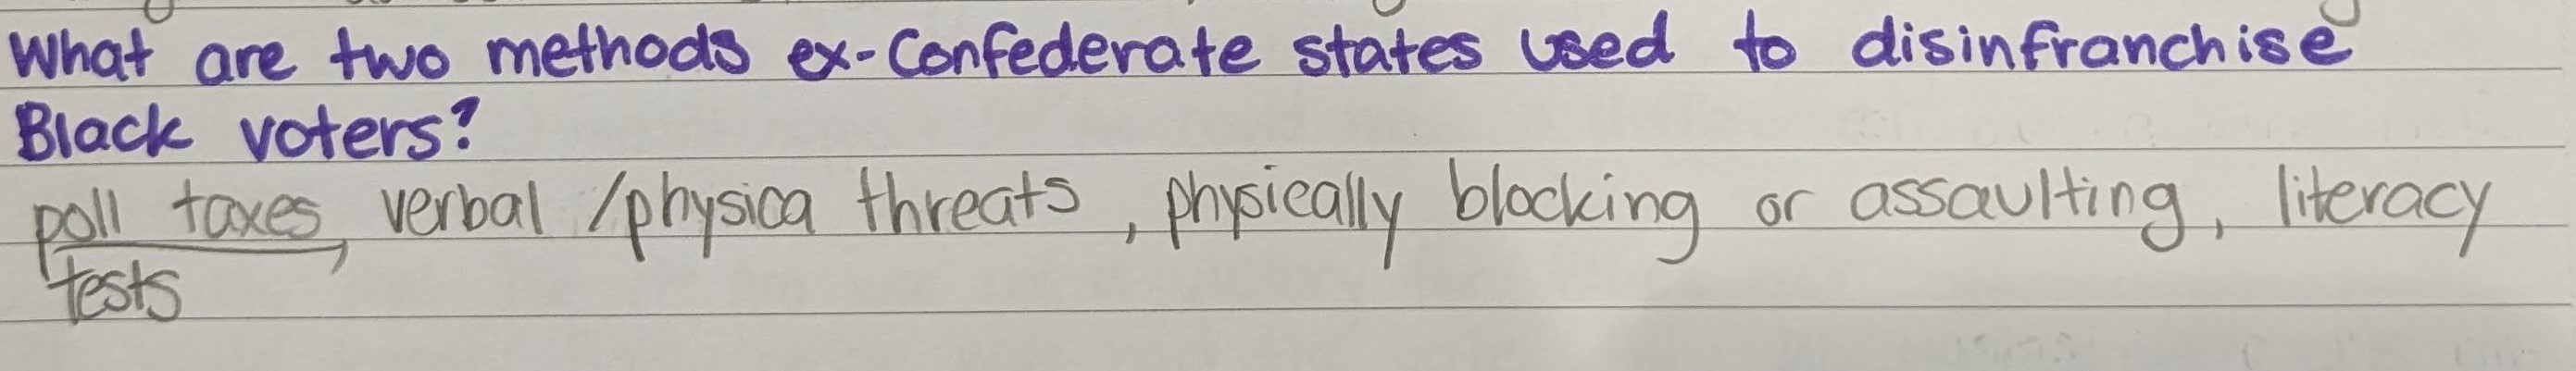 What are two methods ex-Confederate states used to disinfranchise
Black voters?
poll taxes, verbal /physica threats, physically blocking or assaulting, literacy
tests